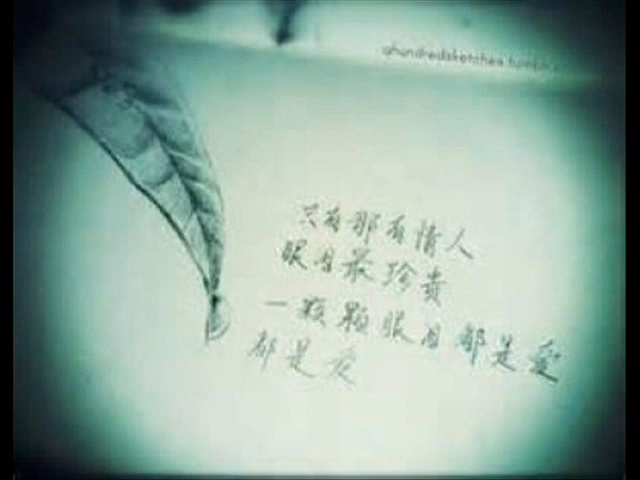 ahundredsketches.tumblr
只有那有情人
眼泪最珍贵
一颗颗眼泪都是爱
都是爱